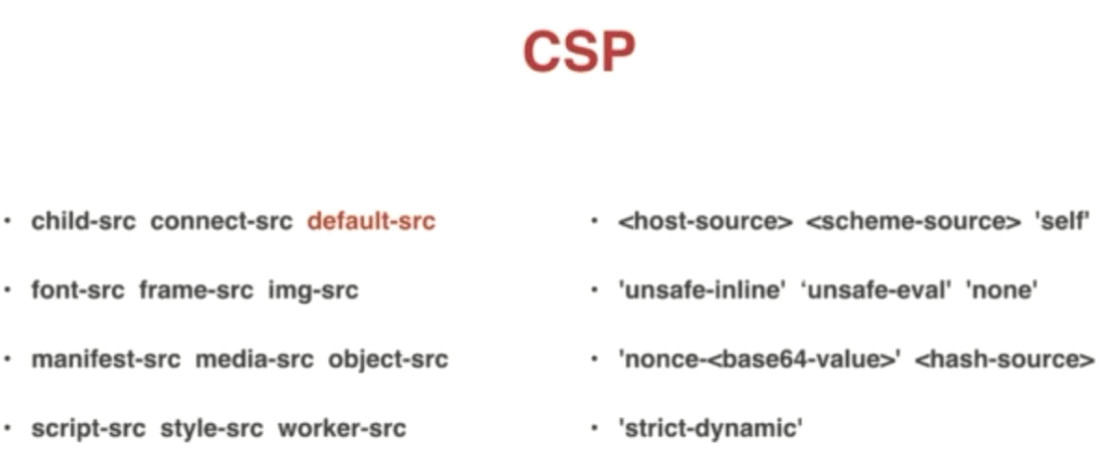 CSP
• child-src connect-src default-src
• font-src frame-src img-src
• manifest-src media-src object-src
• script-src style-src worker-src
• <host-source> <scheme-source> 'self'
• 'unsafe-inline' ‘unsafe-eval' 'none'
• 'nonce-<base64-value>' <hash-source>
• 'strict-dynamic'